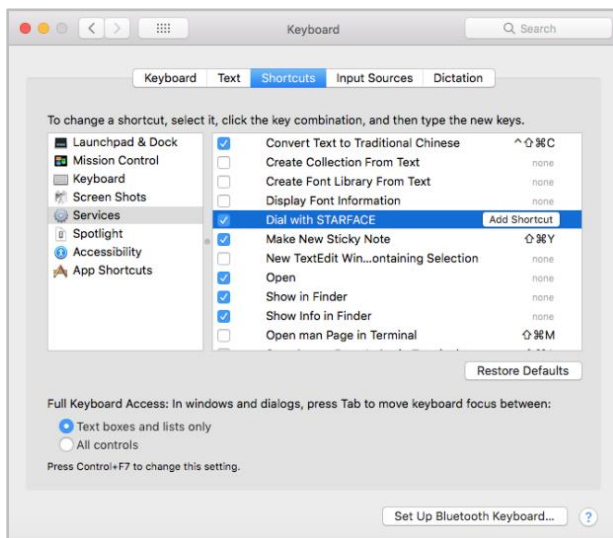 Keyboard
Search
Keyboard Text Shortcuts Input Sources Dictation
To change a shortcut, select it, click the key combination, and then type the new keys.
Launchpad & Dock
Mission Control
Keyboard
Screen Shots
Services
Spotlight
Accessibility
App Shortcuts
Convert Text to Traditional Chinese ^⇧⌘C
Create Collection From Text none
Create Font Library From Text none
Display Font Information none
Dial with STARFACE Add Shortcut
Make New Sticky Note ⇧⌘Y
New TextEdit Win...ontaining Selection none
Open none
Show in Finder none
Show Info in Finder none
Open man Page in Terminal ⇧⌘M
Restore Defaults
Full Keyboard Access: In windows and dialogs, press Tab to move keyboard focus between:
Text boxes and lists only
All controls
Press Control+F7 to change this setting.
Set Up Bluetooth Keyboard... ?